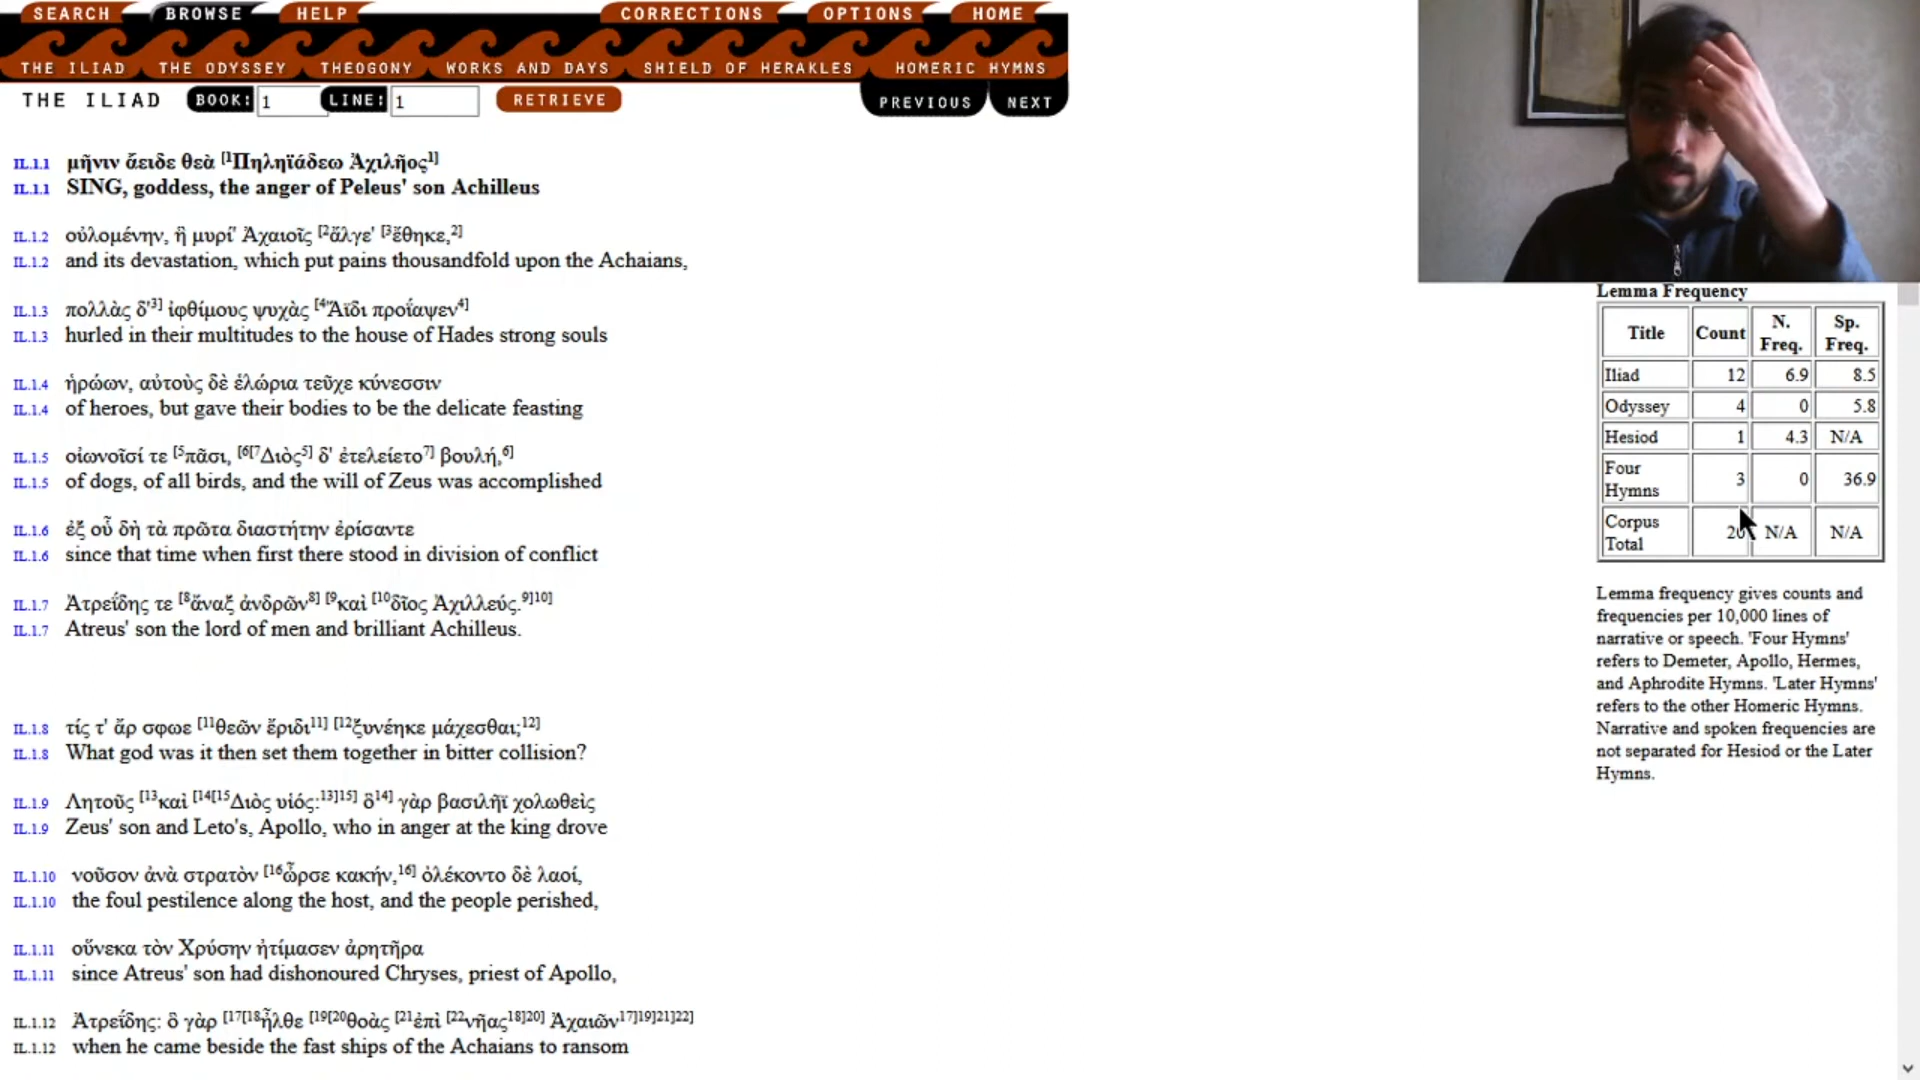 SEARCH BROWSE HELP CORRECTIONS OPTIONS HOME
THE ILIAD THE ODYSSEY THEOGONY WORKS AND DAYS SHIELD OF HERAKLES HOMERIC HYMNS
THE ILIAD BOOK: 1 LINE: 1 RETRIEVE PREVIOUS NEXT
IL.1.1 μῆνιν ἄειδε θεὰ [1Πηληϊάδεω Ἀχιλῆος1]
IL.1.1 SING, goddess, the anger of Peleus' son Achilleus
IL.1.2 οὐλομένην, ἣ μυρί' Ἀχαιοῖς [2ἄλγε' [3ἔθηκε,2]
IL.1.2 and its devastation, which put pains thousandfold upon the Achaians,
IL.1.3 πολλὰς δ'3] ἰφθίμους ψυχὰς [4Ἄϊδι προΐαψεν4]
IL.1.3 hurled in their multitudes to the house of Hades strong souls
IL.1.4 ἡρώων, αὐτοὺς δὲ ἑλώρια τεῦχε κύνεσσιν
IL.1.4 of heroes, but gave their bodies to be the delicate feasting
IL.1.5 οἰωνοῖσί τε [5πᾶσι, [6[7Διὸς5] δ' ἐτελείετο7] βουλή,6]
IL.1.5 of dogs, of all birds, and the will of Zeus was accomplished
IL.1.6 ἐξ οὗ δὴ τὰ πρῶτα διαστήτην ἐρίσαντε
IL.1.6 since that time when first there stood in division of conflict
IL.1.7 Ἀτρεΐδης τε [8ἄναξ ἀνδρῶν8] [9καὶ [10δῖος Ἀχιλλεύς.9]10]
IL.1.7 Atreus' son the lord of men and brilliant Achilleus.
IL.1.8 τίς τ' ἄρ σφωε [11θεῶν ἔριδι11] [12ξυνέηκε μάχεσθαι;12]
IL.1.8 What god was it then set them together in bitter collision?
IL.1.9 Λητοῦς [13καὶ [14[15Διὸς υἱός:13]15] ὃ14] γὰρ βασιλῆϊ χολωθεὶς
IL.1.9 Zeus' son and Leto's, Apollo, who in anger at the king drove
IL.1.10 νοῦσον ἀνὰ στρατὸν [16ὦρσε κακήν,16] ὀλέκοντο δὲ λαοί,
IL.1.10 the foul pestilence along the host, and the people perished,
IL.1.11 οὕνεκα τὸν Χρύσην ἠτίμασεν ἀρητῆρα
IL.1.11 since Atreus' son had dishonoured Chryses, priest of Apollo,
IL.1.12 Ἀτρεΐδης: ὃ γὰρ [17[18ἦλθε [19[20θοὰς [21ἐπὶ [22νῆας18]20] Ἀχαιῶν17]19]21]22]
IL.1.12 when he came beside the fast ships of the Achaians to ransom
Lemma Frequency
Title Count N. Freq. Sp. Freq.
Iliad 12 6.9 8.5
Odyssey 4 0 5.8
Hesiod 1 4.3 N/A
Four Hymns 3 0 36.9
Corpus Total 20 N/A N/A
Lemma frequency gives counts and
frequencies per 10,000 lines of
narrative or speech. 'Four Hymns'
refers to Demeter, Apollo, Hermes,
and Aphrodite Hymns. 'Later Hymns'
refers to the other Homeric Hymns.
Narrative and spoken frequencies are
not separated for Hesiod or the Later
Hymns.